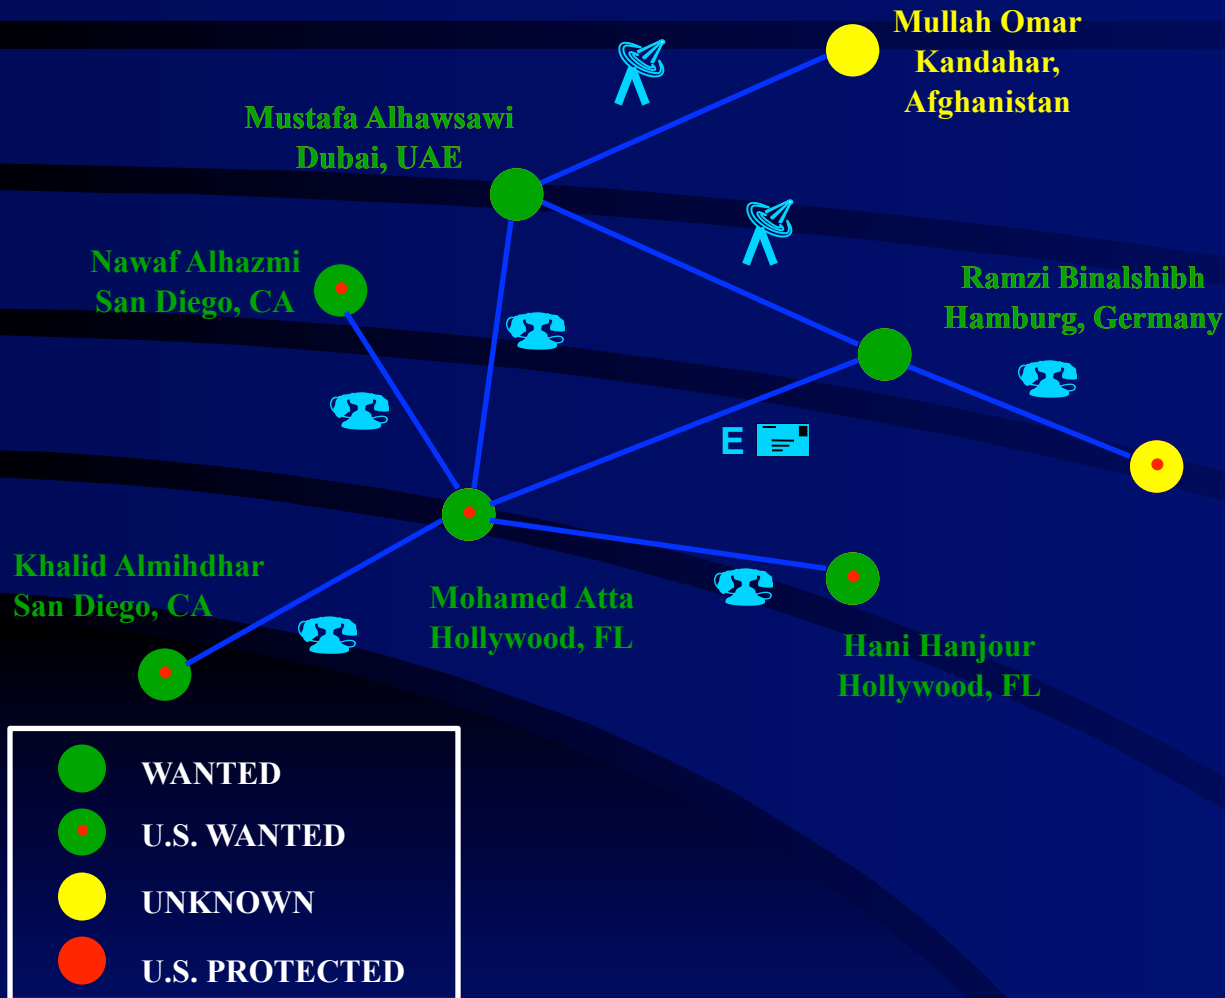 Mullah Omar
Kandahar,
Afghanistan
Mustafa Alhawsawi
Dubai, UAE
Nawaf Alhazmi
San Diego, CA
Ramzi Binalshibh
Hamburg, Germany
E
Khalid Almihdhar
San Diego, CA
Mohamed Atta
Hollywood, FL
Hani Hanjour
Hollywood, FL
WANTED
U.S. WANTED
UNKNOWN
U.S. PROTECTED